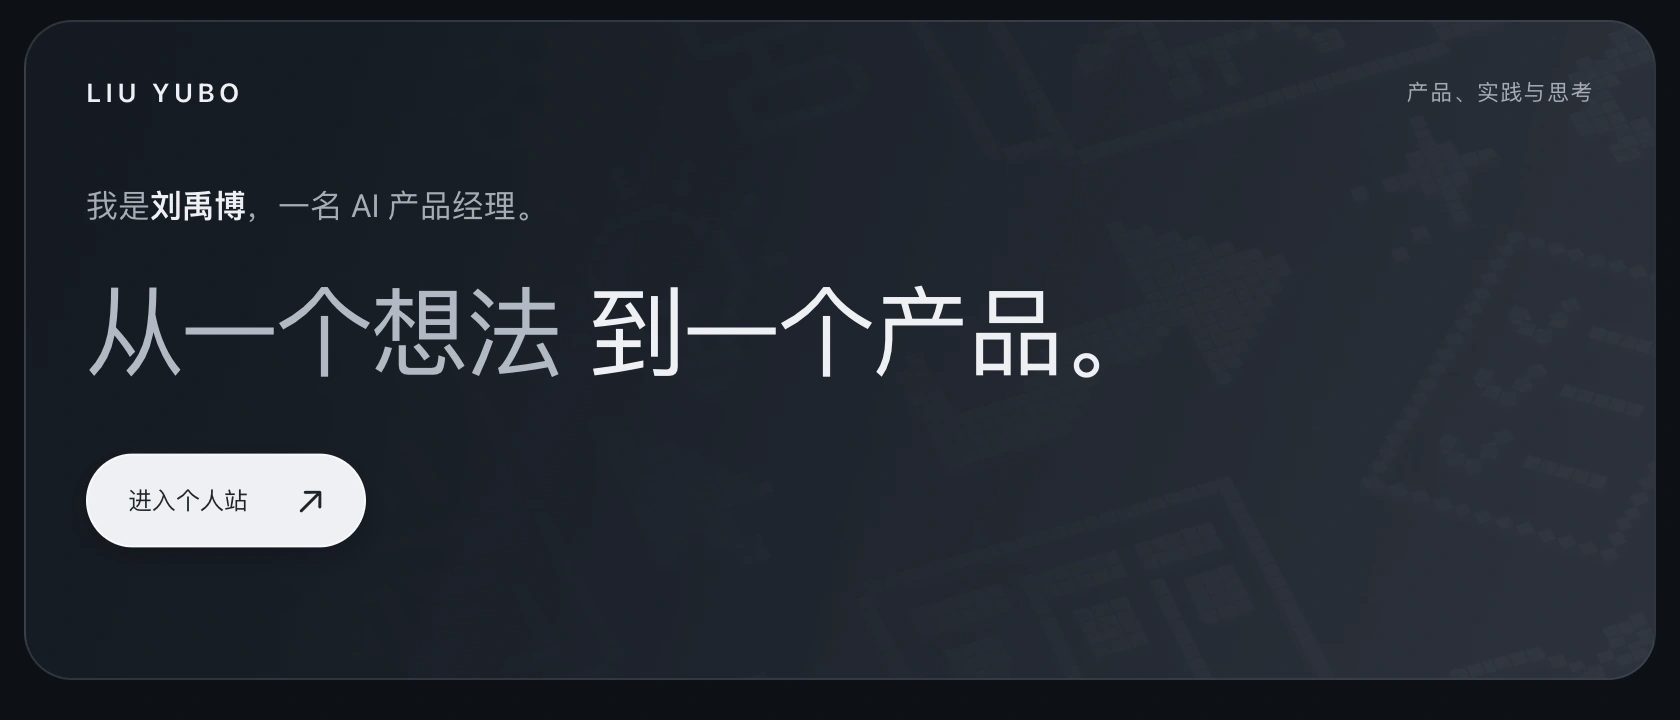 LIU YUBO
产品、实践与思考
我是刘禹博，一名 AI 产品经理。
从一个想法 到一个产品。
进入个人站